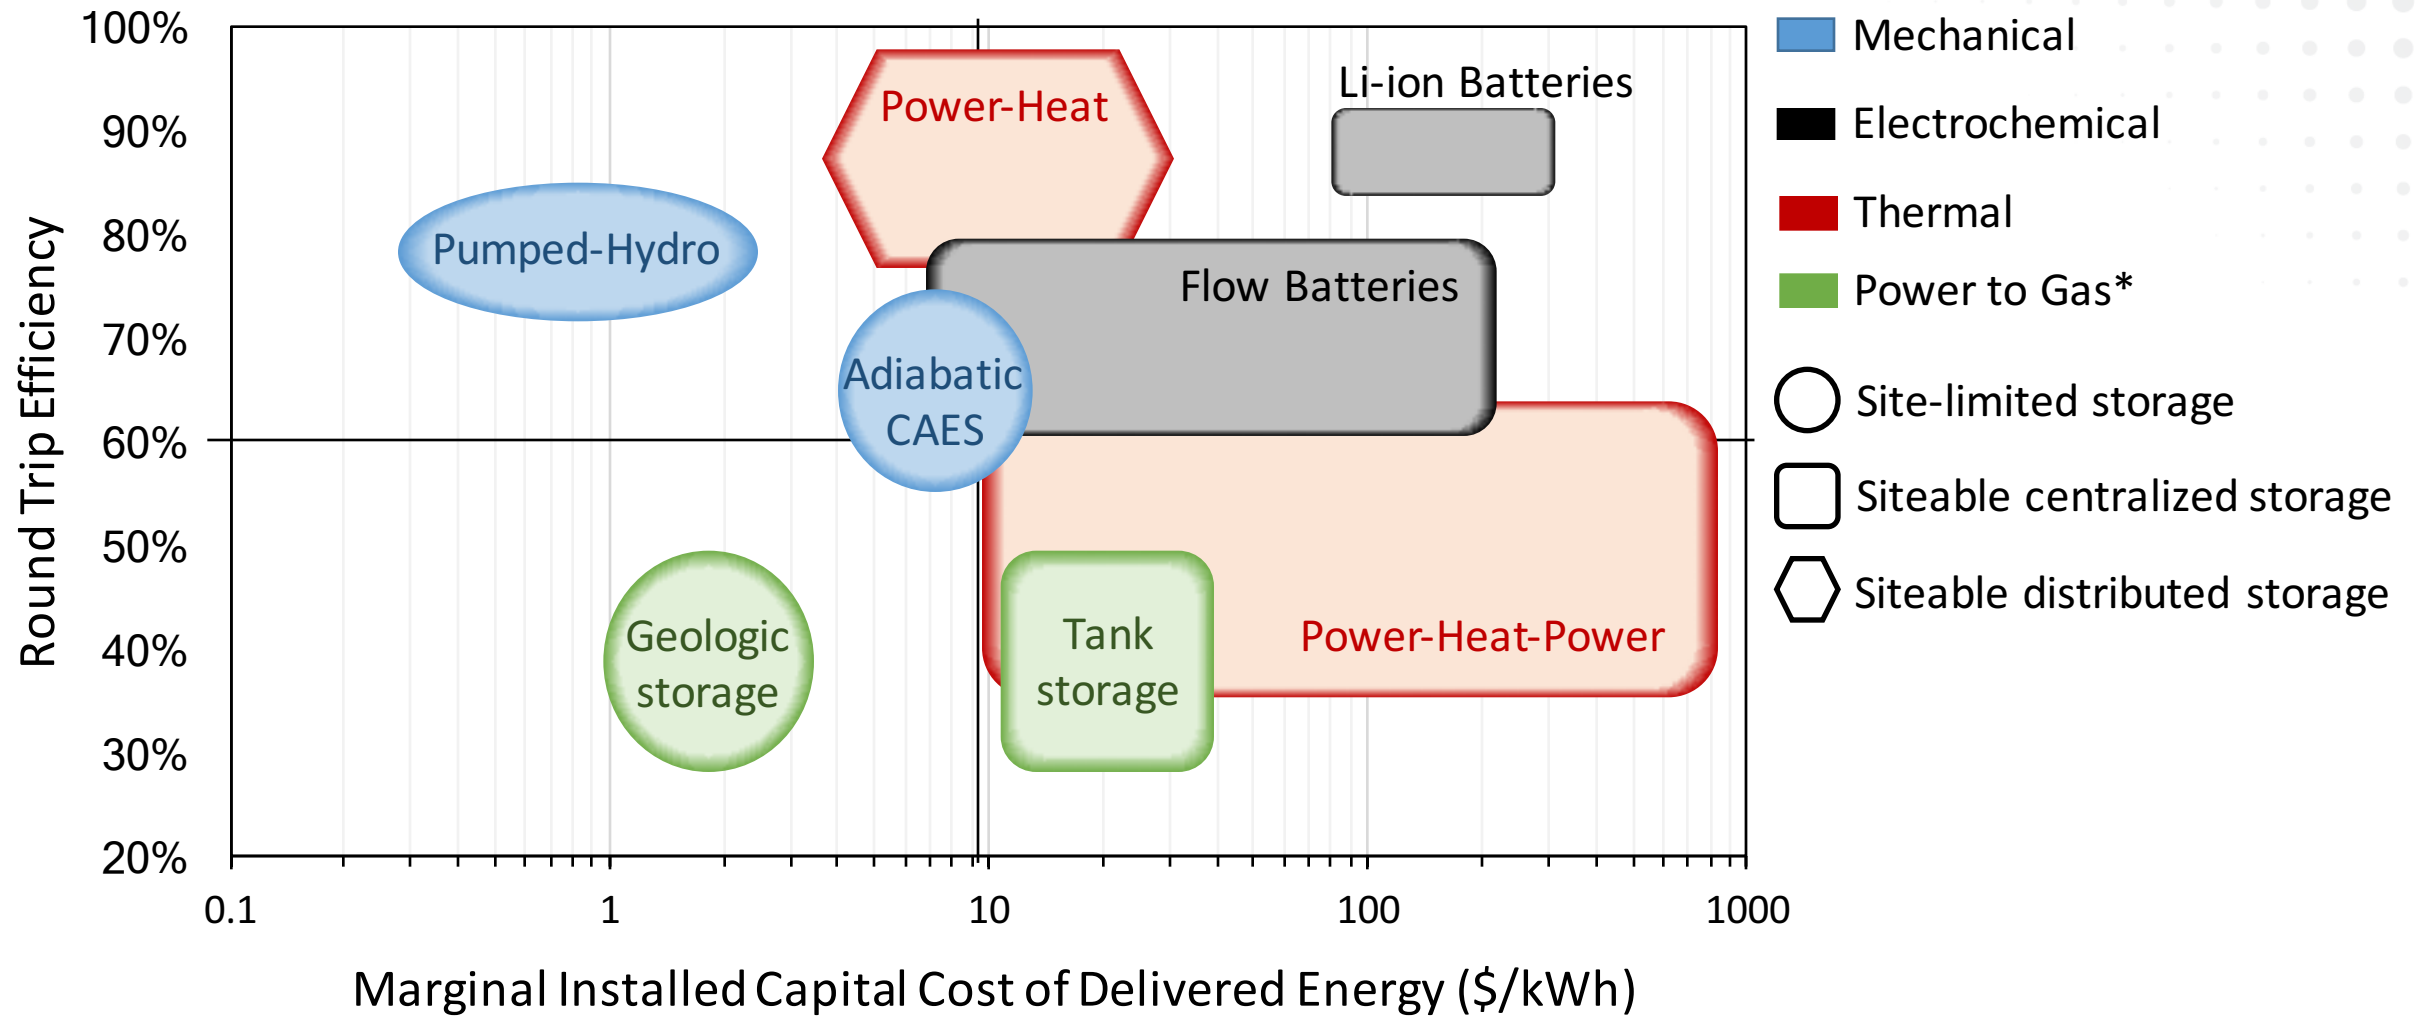 100%
90%
80%
70%
60%
50%
40%
30%
20%
Round Trip Efficiency
0.1
1
10
100
1000
Marginal Installed Capital Cost of Delivered Energy ($/kWh)
Power-Heat
Li-ion Batteries
Pumped-Hydro
Flow Batteries
Adiabatic
CAES
Geologic
storage
Tank
storage
Power-Heat-Power
Mechanical
Electrochemical
Thermal
Power to Gas*
Site-limited storage
Siteable centralized storage
Siteable distributed storage